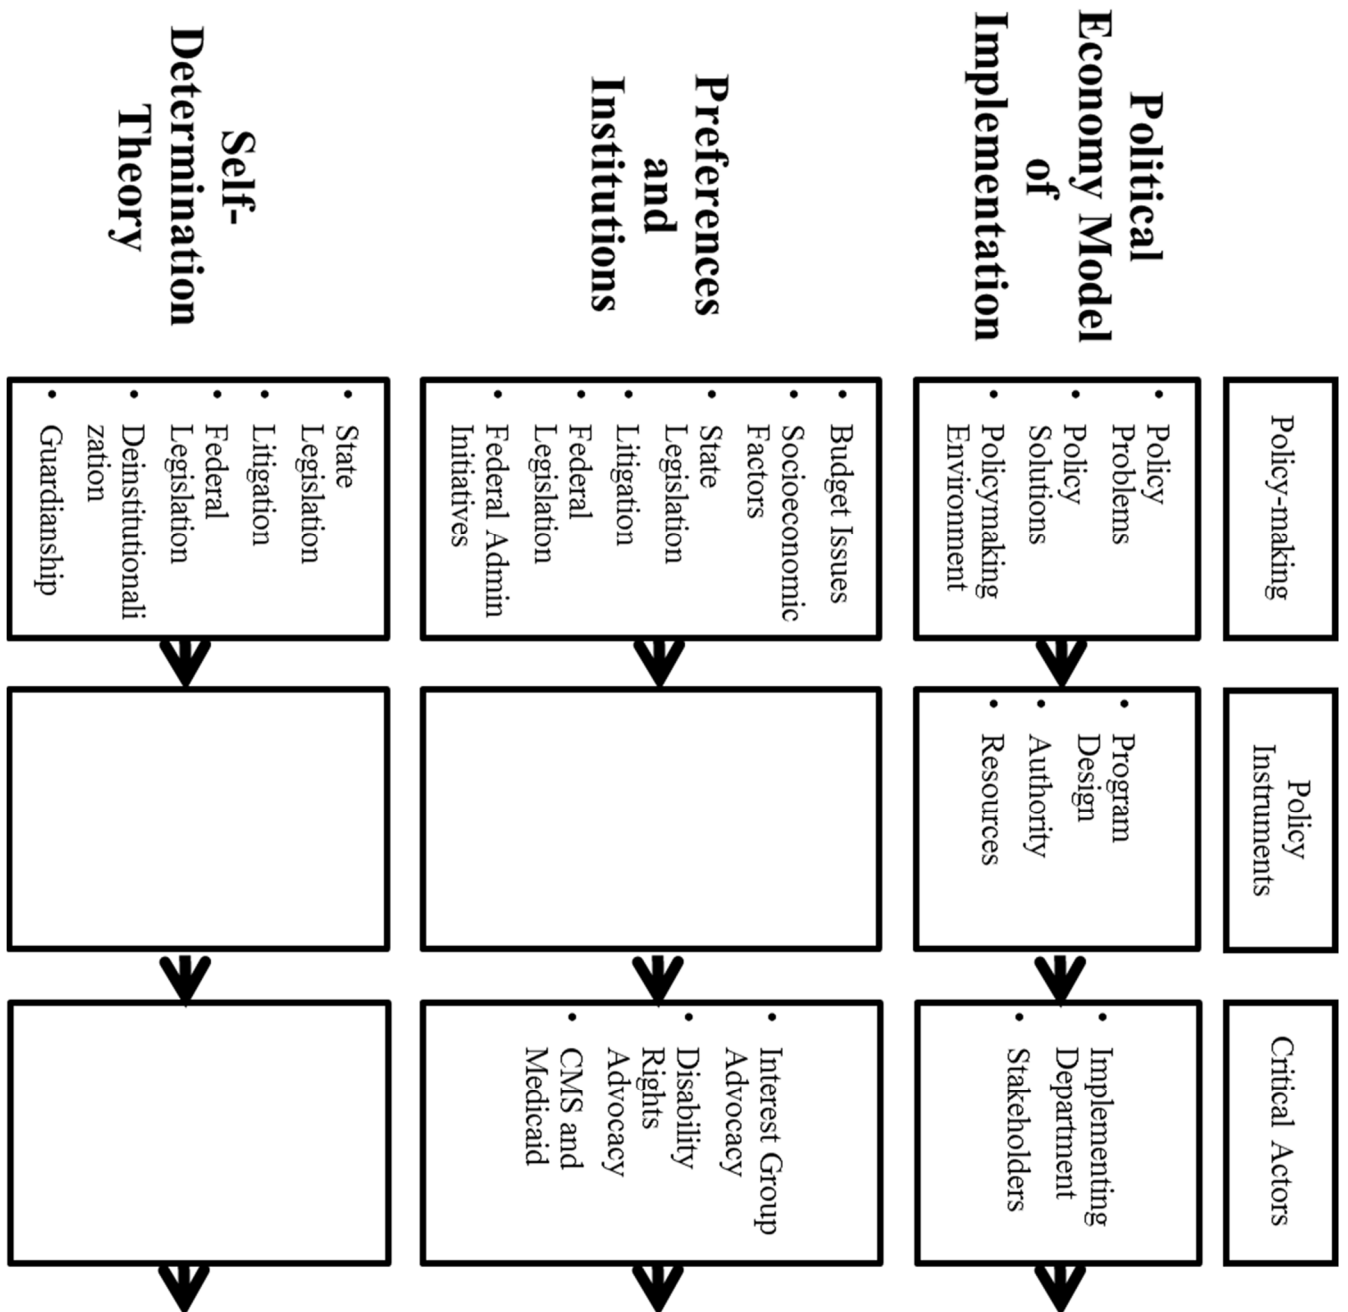 Policy-making
Policy
Instruments
Critical Actors
Political
Economy Model
of
Implementation
• Policy
Problems
• Policy
Solutions
• Policymaking
Environment
• Program
Design
• Authority
• Resources
• Implementing
Department
• Stakeholders
Preferences
and
Institutions
• Budget Issues
• Socioeconomic
Factors
• State
Legislation
• Litigation
• Federal
Legislation
• Federal Admin
Initiatives
• Interest Group
Advocacy
• Disability
Rights
Advocacy
• CMS and
Medicaid
Self-
Determination
Theory
• State
Legislation
• Litigation
• Federal
Legislation
• Deinstitutionali
zation
• Guardianship